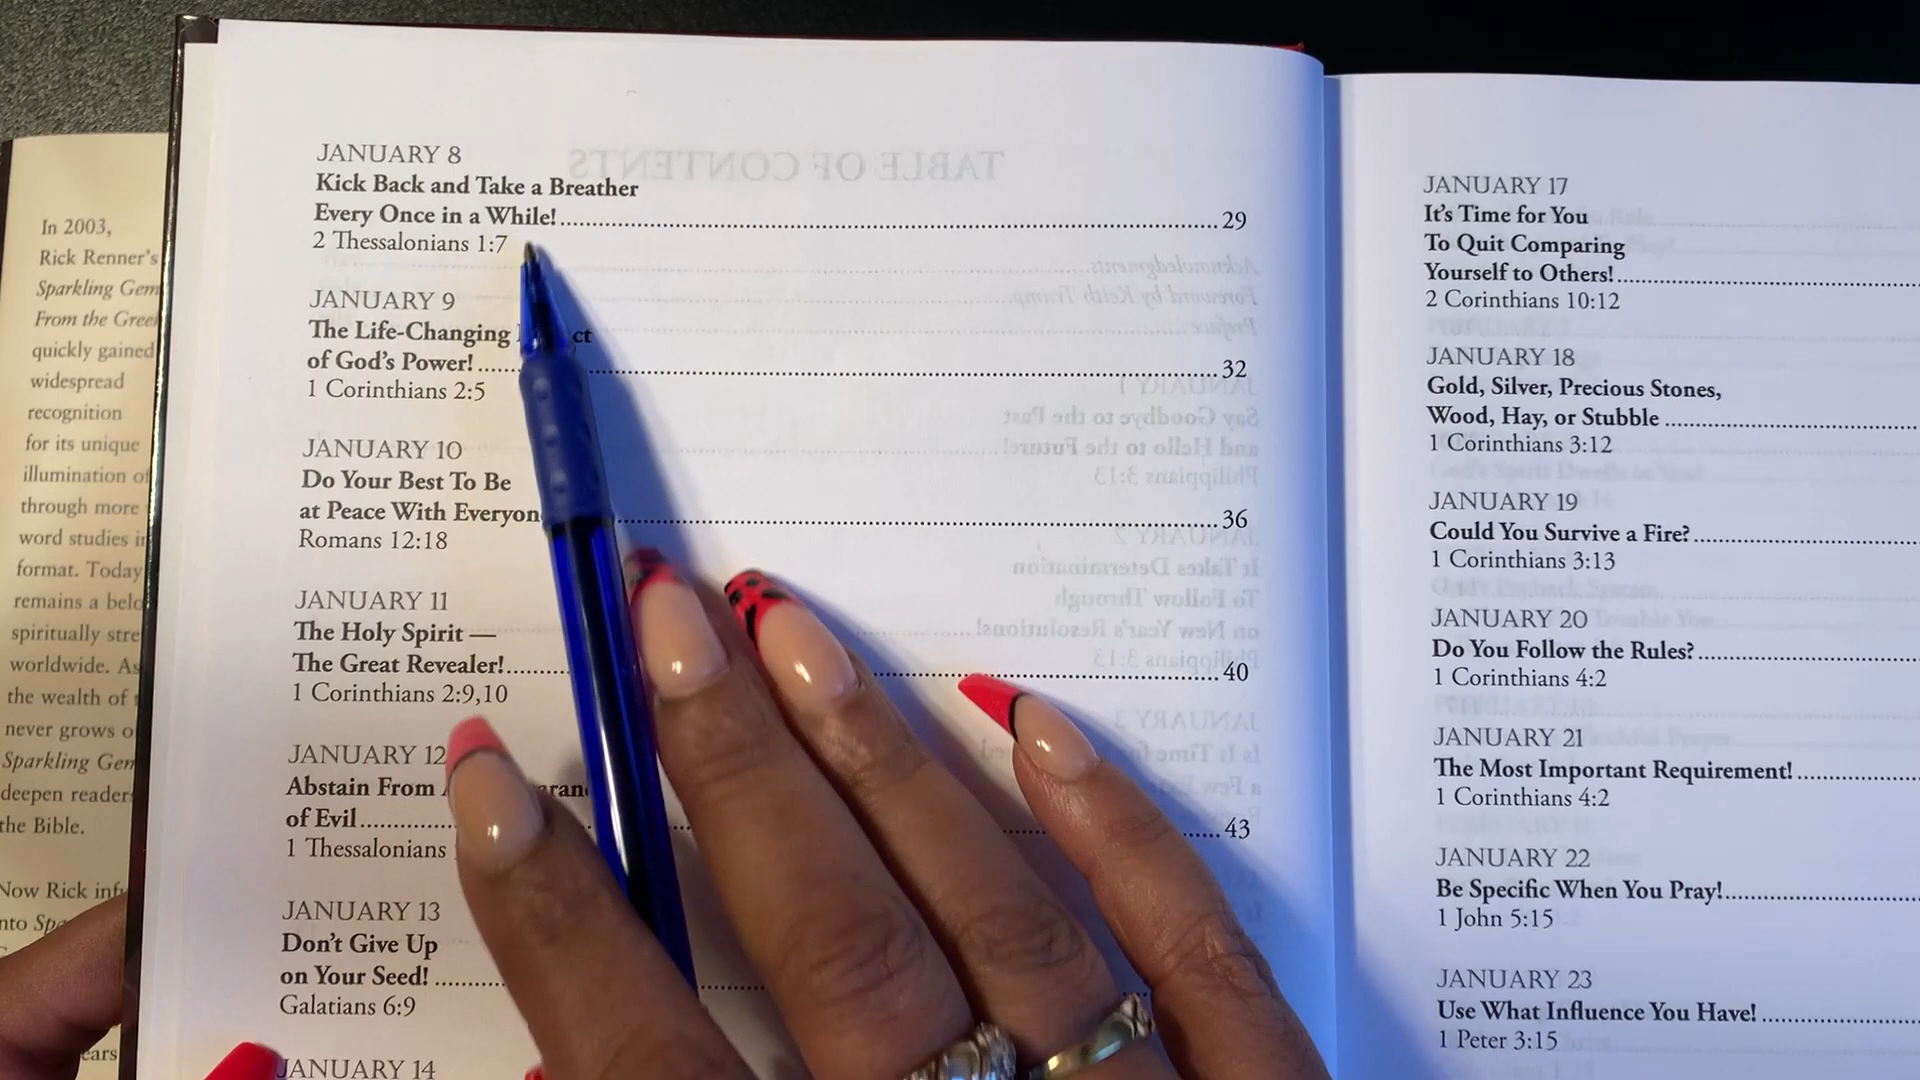 In 2003,
Rick Renner's
Sparkling Gem
From the Greek
quickly gained
widespread
recognition
for its unique
illumination of
through more
word studies in
format. Today
remains a belo
spiritually stre
worldwide. As
the wealth of
never grows o
Sparkling Gem
deepen reader
the Bible.
Now Rick inf
nto Spa
ears
JANUARY 8
Kick Back and Take a Breather
Every Once in a While! 29
2 Thessalonians 1:7
JANUARY 9
The Life-Changing ct
of God's Power! 32
1 Corinthians 2:5
JANUARY 10
Do Your Best To Be
at Peace With Everyon 36
Romans 12:18
JANUARY 11
The Holy Spirit —
The Great Revealer! 40
1 Corinthians 2:9,10
JANUARY 12
Abstain From aran
of Evil 43
1 Thessalonians
JANUARY 13
Don't Give Up
on Your Seed!
Galatians 6:9
JANUARY 14
JANUARY 17
It's Time for You
To Quit Comparing
Yourself to Others!
2 Corinthians 10:12
JANUARY 18
Gold, Silver, Precious Stones,
Wood, Hay, or Stubble
1 Corinthians 3:12
JANUARY 19
Could You Survive a Fire?
1 Corinthians 3:13
JANUARY 20
Do You Follow the Rules?
1 Corinthians 4:2
JANUARY 21
The Most Important Requirement!
1 Corinthians 4:2
JANUARY 22
Be Specific When You Pray!
1 John 5:15
JANUARY 23
Use What Influence You Have!
1 Peter 3:15